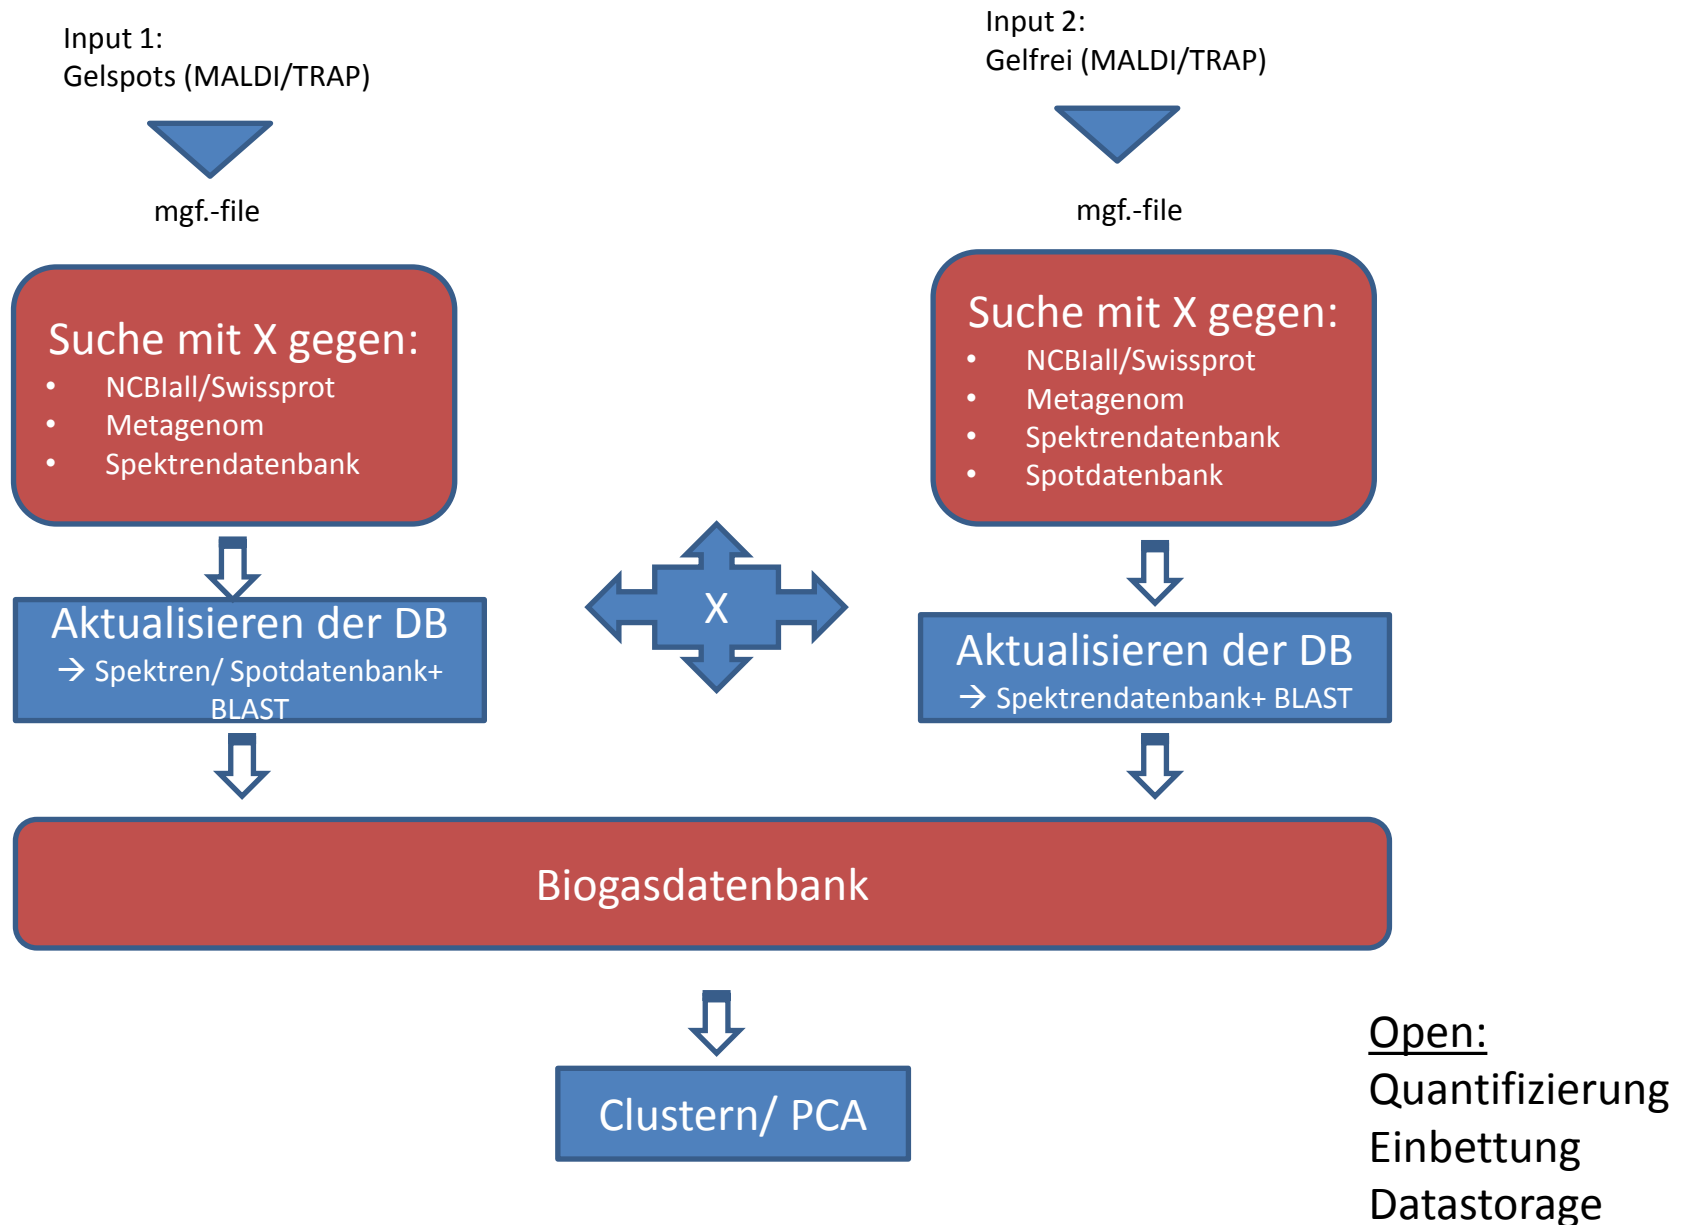 Input 1:
Gelspots (MALDI/TRAP)
mgf.-file
Suche mit X gegen:
• NCBIall/Swissprot
• Metagenom
• Spektrendatenbank
Aktualisieren der DB
→ Spektren/ Spotdatenbank+
BLAST
Input 2:
Gelfrei (MALDI/TRAP)
mgf.-file
Suche mit X gegen:
• NCBIall/Swissprot
• Metagenom
• Spektrendatenbank
• Spotdatenbank
Aktualisieren der DB
→ Spektrendatenbank+ BLAST
X
Biogasdatenbank
Clustern/ PCA
Open:
Quantifizierung
Einbettung
Datastorage